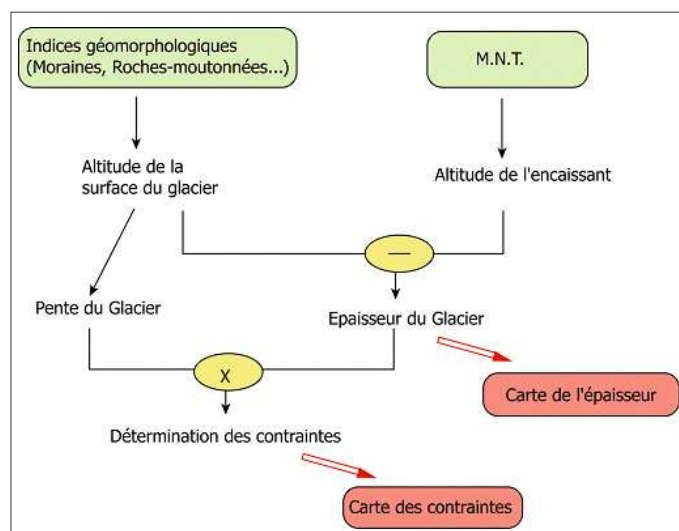 Indices géomorphologiques
(Moraines, Roches-moutonnées...)
M.N.T.
Altitude de la
surface du glacier
Altitude de l'encaissant
—
Pente du Glacier
Epaisseur du Glacier
X
Carte de l'épaisseur
Détermination des contraintes
Carte des contraintes